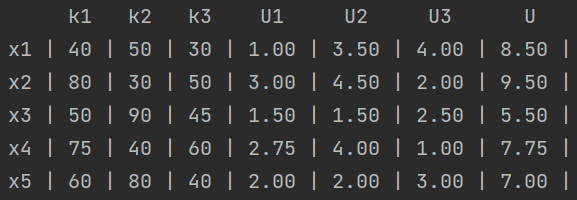 k1 k2 k3 U1 U2 U3 U
x1 | 40 | 50 | 30 | 1.00 | 3.50 | 4.00 | 8.50 |
x2 | 80 | 30 | 50 | 3.00 | 4.50 | 2.00 | 9.50 |
x3 | 50 | 90 | 45 | 1.50 | 1.50 | 2.50 | 5.50 |
x4 | 75 | 40 | 60 | 2.75 | 4.00 | 1.00 | 7.75 |
x5 | 60 | 80 | 40 | 2.00 | 2.00 | 3.00 | 7.00 |